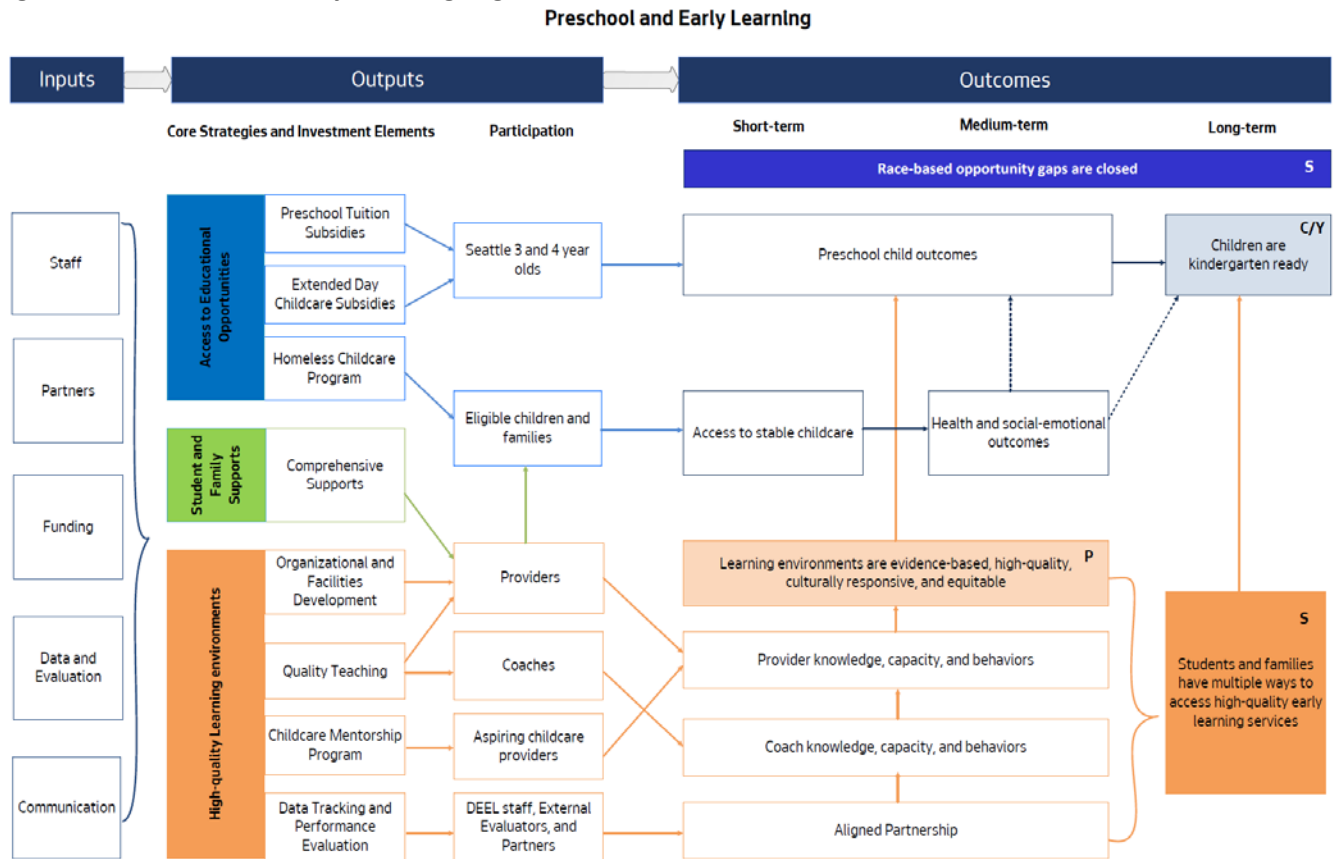 Preschool and Early Learning
Inputs
Outputs
Outcomes
Core Strategies and Investment Elements
Participation
Short-term
Medium-term
Long-term
Race-based opportunity gaps are closed
S
Staff
Partners
Funding
Data and
Evaluation
Communication
Access to Educational
Opportunities
Preschool Tuition
Subsidies
Extended Day
Childcare Subsidies
Homeless Childcare
Program
Student and
Family
Supports
Comprehensive
Supports
High-quality Learning environments
Organizational and
Facilities
Development
Quality Teaching
Childcare Mentorship
Program
Data Tracking and
Performance
Evaluation
Seattle 3 and 4 year
olds
Eligible children and
families
Providers
Coaches
Aspiring childcare
providers
DEEL staff, External
Evaluators, and
Partners
Preschool child outcomes
Access to stable childcare
Health and social-emotional
outcomes
Learning environments are evidence-based, high-quality,
culturally responsive, and equitable
P
Provider knowledge, capacity, and behaviors
Coach knowledge, capacity, and behaviors
Aligned Partnership
C/Y
Children are
kindergarten ready
S
Students and families
have multiple ways to
access high-quality early
learning services